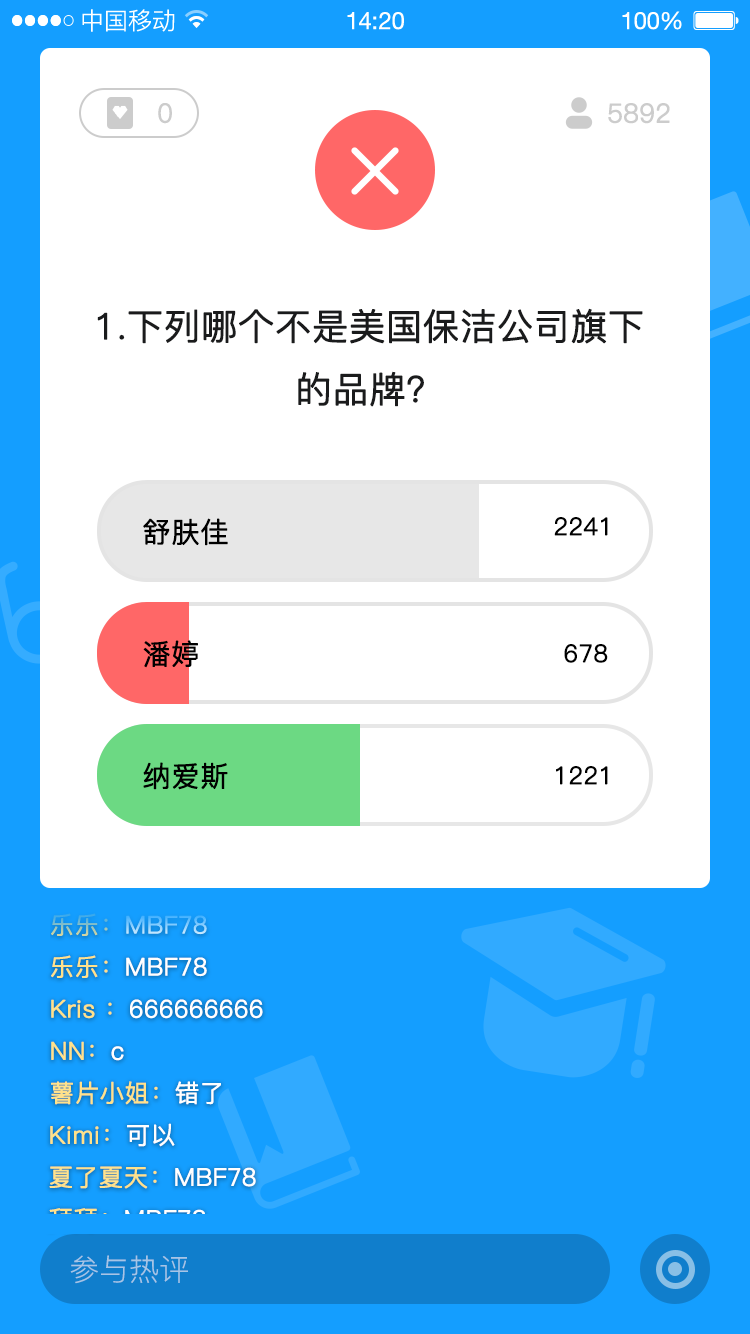 中国移动
14:20
100%
0
5892
1.下列哪个不是美国保洁公司旗下
的品牌?
舒肤佳
2241
潘婷
678
纳爱斯
1221
乐乐：MBF78
乐乐：MBF78
Kris ：666666666
NN：c
薯片小姐：错了
Kimi：可以
夏了夏天：MBF78
拜拜：MBF78
参与热评